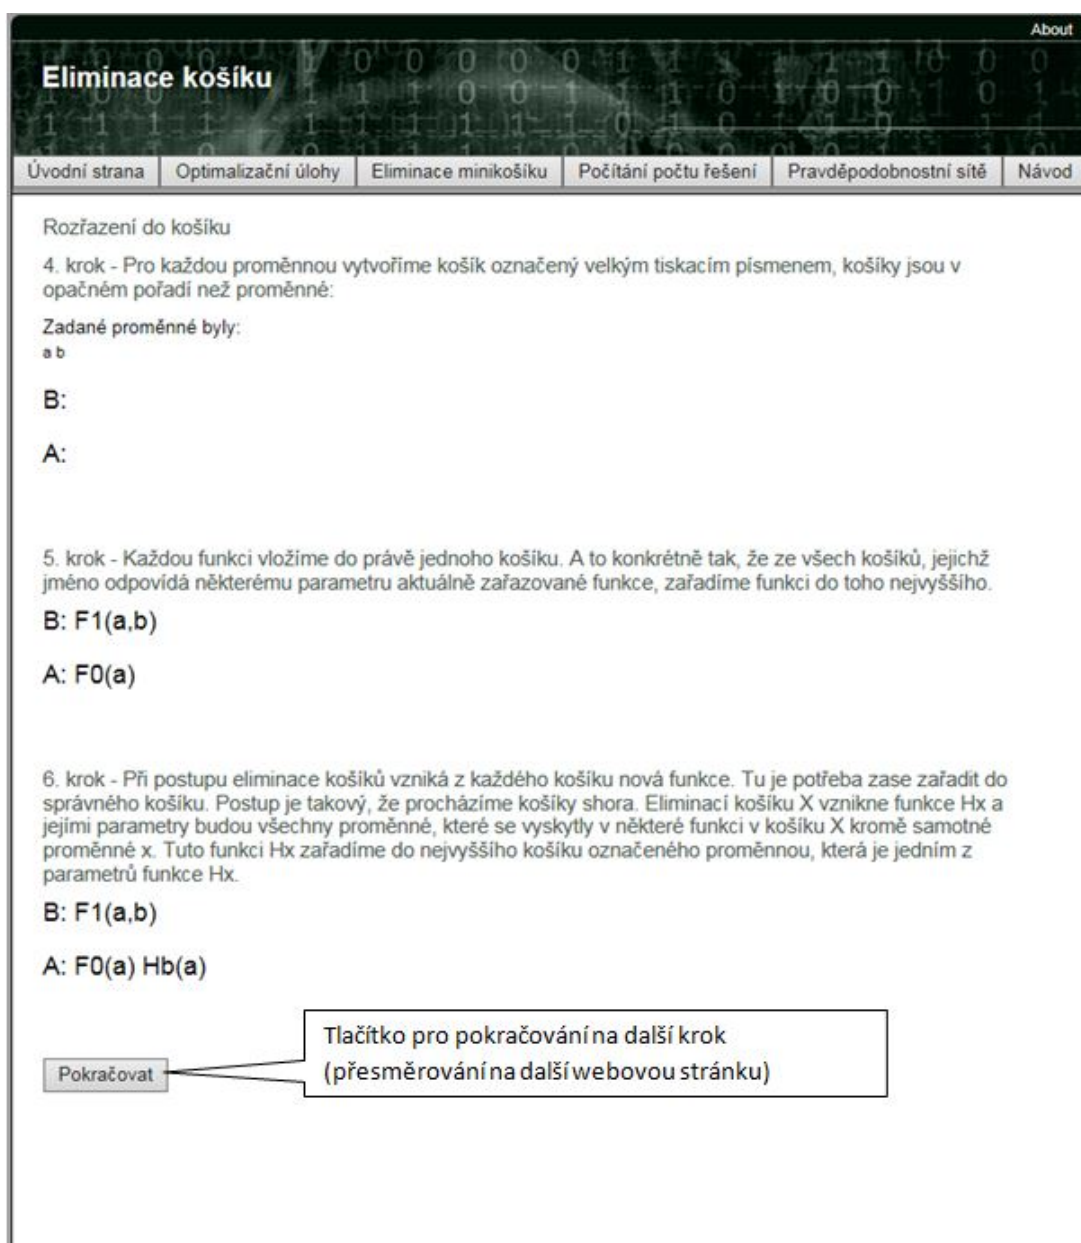 About
Eliminace košíku
Úvodní strana Optimalizační úlohy Eliminace minikošíku Počítání počtu řešení Pravděpodobnostní sítě Návod
Rozřazení do košíku
4. krok - Pro každou proměnnou vytvoříme košík označený velkým tiskacím písmenem, košíky jsou v
opačném pořadí než proměnné:
Zadané proměnné byly:
a b
B:
A:
5. krok - Každou funkci vložíme do právě jednoho košíku. A to konkrétně tak, že ze všech košíků, jejichž
jméno odpovídá některému parametru aktuálně zařazované funkce, zařadíme funkci do toho nejvyššího.
B: F1(a,b)
A: F0(a)
6. krok - Při postupu eliminace košíků vzniká z každého košíku nová funkce. Tu je potřeba zase zařadit do
správného košíku. Postup je takový, že procházíme košíky shora. Eliminací košíku X vznikne funkce Hx a
jejími parametry budou všechny proměnné, které se vyskytly v některé funkci v košíku X kromě samotné
proměnné x. Tuto funkci Hx zařadíme do nejvyššího košíku označeného proměnnou, která je jedním z
parametrů funkce Hx.
B: F1(a,b)
A: F0(a) Hb(a)
Tlačítko pro pokračování na další krok
(přesměrování na další webovou stránku)
Pokračovat